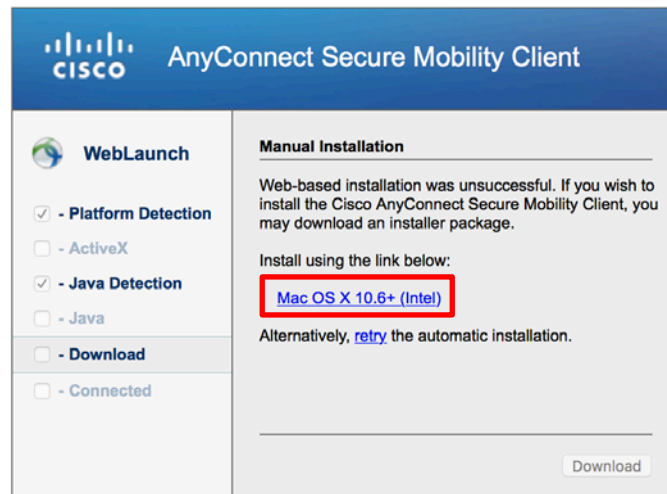 CISCO
AnyConnect Secure Mobility Client
WebLaunch
- Platform Detection
- ActiveX
- Java Detection
- Java
- Download
- Connected
Manual Installation
Web-based installation was unsuccessful. If you wish to
install the Cisco AnyConnect Secure Mobility Client, you
may download an installer package.
Install using the link below:
Mac OS X 10.6+ (Intel)
Alternatively, retry the automatic installation.
Download